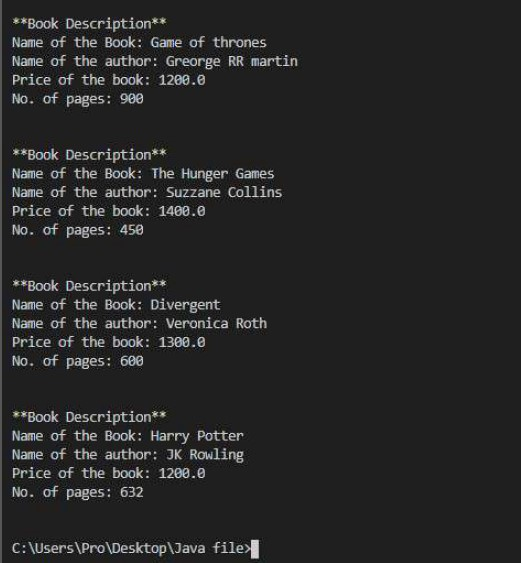 **Book Description**
Name of the Book: Game of thrones
Name of the author: Greorge RR martin
Price of the book: 1200.0
No. of pages: 900
**Book Description**
Name of the Book: The Hunger Games
Name of the author: Suzzane Collins
Price of the book: 1400.0
No. of pages: 450
**Book Description**
Name of the Book: Divergent
Name of the author: Veronica Roth
Price of the book: 1300.0
No. of pages: 600
**Book Description**
Name of the Book: Harry Potter
Name of the author: JK Rowling
Price of the book: 1200.0
No. of pages: 632
C:\Users\Pro\Desktop\Java file>